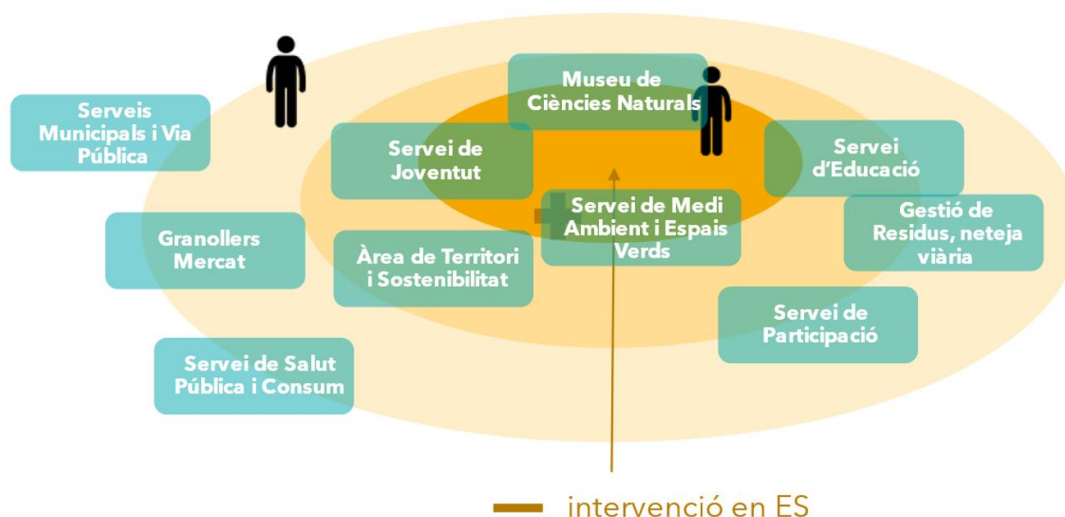 Museu de
Ciències Naturals
Serveis
Municipals i Via
Pública
Servei de
Joventut
Servei
d'Educació
Servei de Medi
Ambient i Espais
Verds
Gestió de
Residus, neteja
viària
Granollers
Mercat
Àrea de Territori
i Sostenibilitat
Servei de
Participació
Servei de Salut
Pública i Consum
intervenció en ES